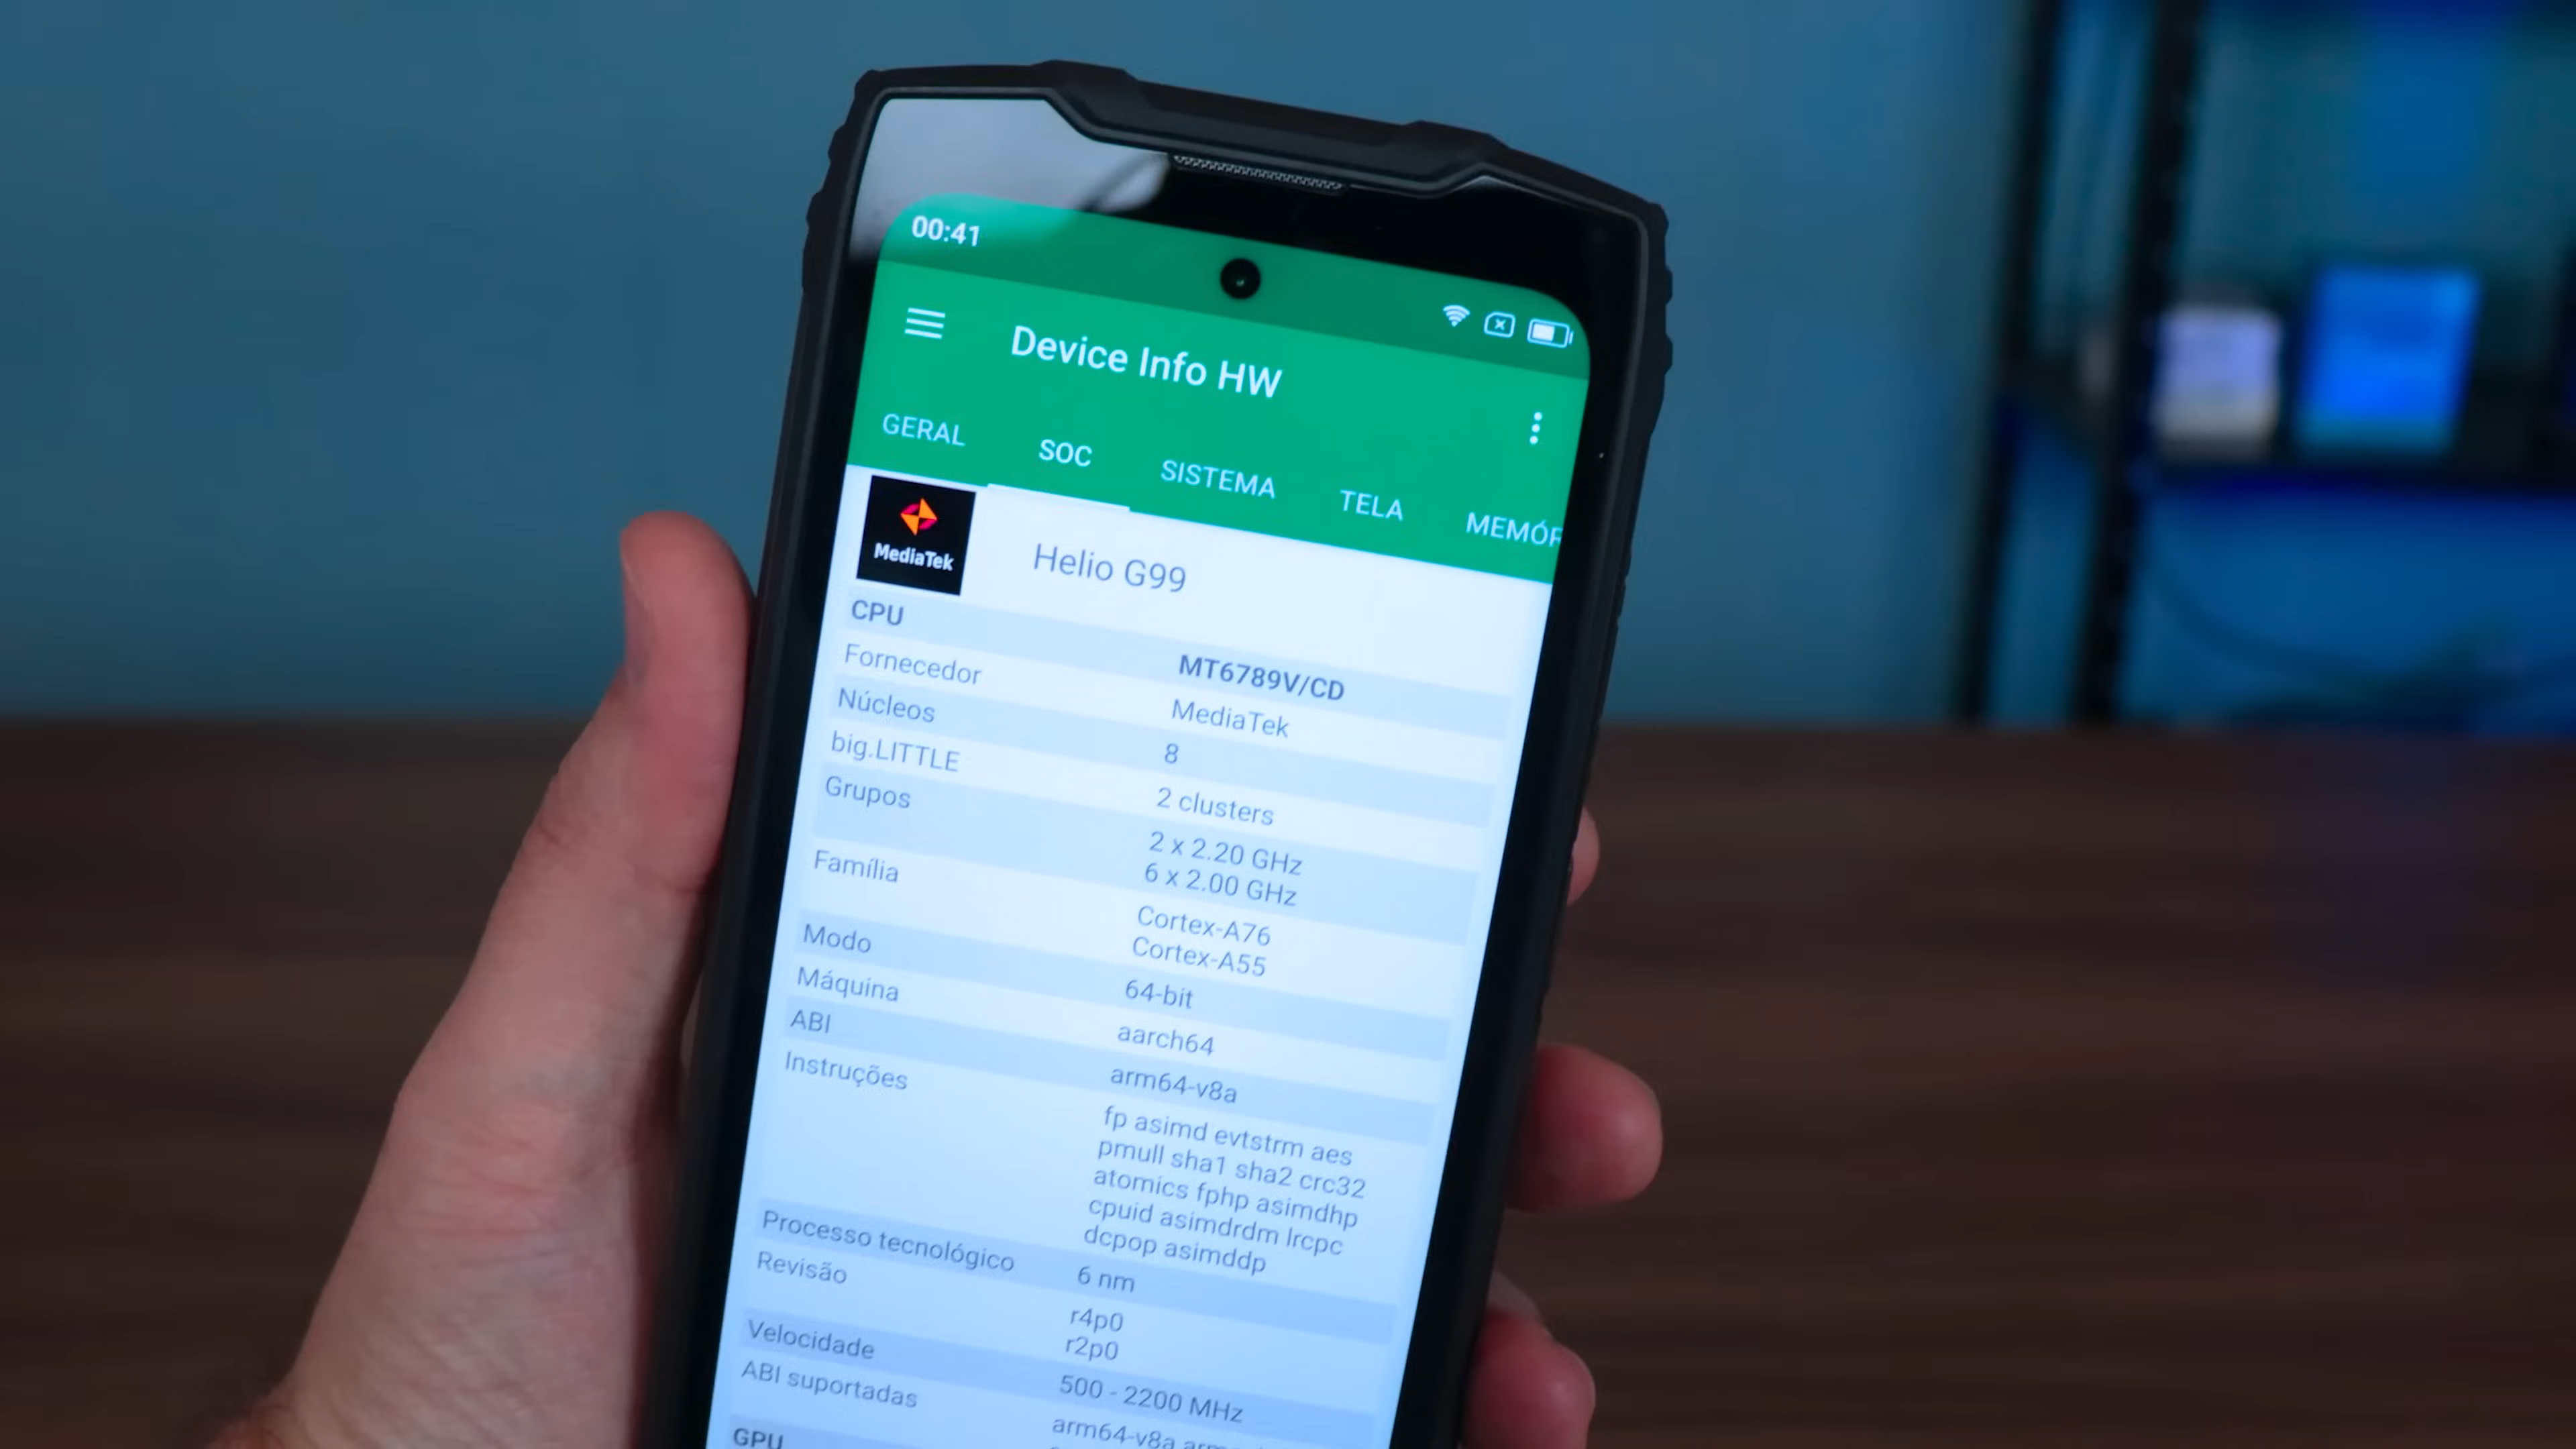 00:41
Device Info HW
GERAL SOC SISTEMA TELA MEMÓR
MediaTek
Helio G99
CPU MT6789V/CD
Fornecedor MediaTek
Núcleos 8
big.LITTLE 2 clusters
Grupos 2 x 2.20 GHz
6 x 2.00 GHz
Família Cortex-A76
Cortex-A55
Modo 64-bit
Máquina aarch64
ABI arm64-v8a
Instruções fp asimd evtstrm aes
pmull sha1 sha2 crc32
atomics fphp asimdhp
cpuid asimdrdm lrcpc
dcpop asimddp
Processo tecnológico 6 nm
Revisão r4p0
r2p0
Velocidade 500 - 2200 MHz
ABI suportadas arm64-v8a
GPU